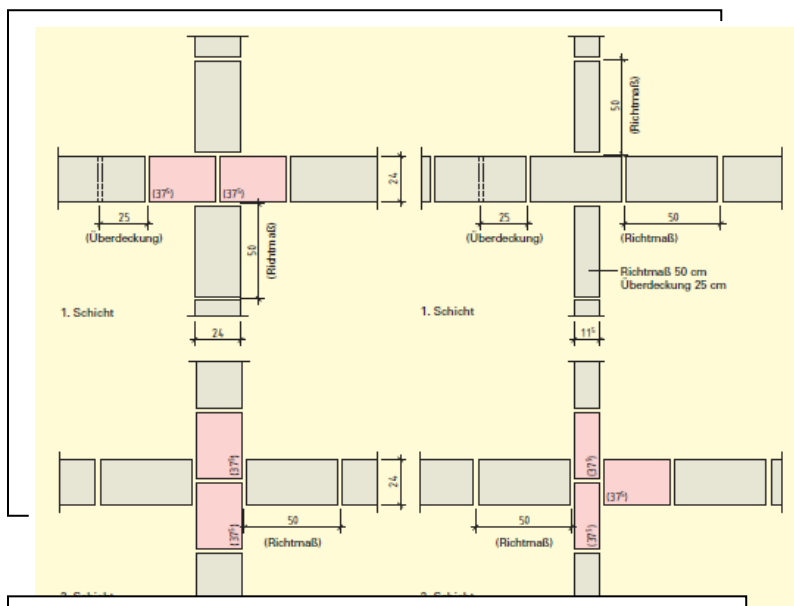 50
(Richtmaß)
(37⁵)
(37⁵)
24
25
(Überdeckung)
50
(Richtmaß)
1. Schicht
24
25
(Überdeckung)
50
(Richtmaß)
Richtmaß 50 cm
Überdeckung 25 cm
1. Schicht
11⁵
(37⁵)
(37⁵)
50
(Richtmaß)
24
(37⁵)
(37⁵)
(37⁵)
50
(Richtmaß)